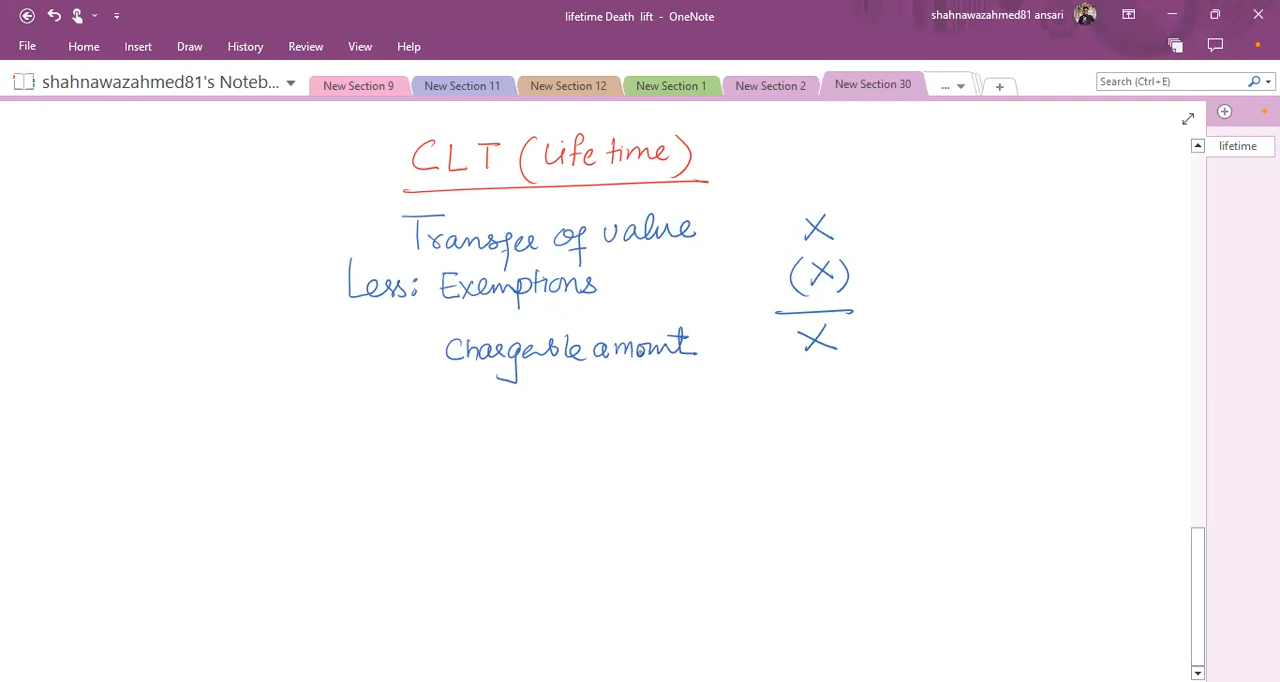 lifetime Death lift - OneNote
shahnawazahmed81 ansari
File Home Insert Draw History Review View Help
shahnawazahmed81's Noteb...
New Section 9 New Section 11 New Section 12 New Section 1 New Section 2 New Section 30 ...
Search (Ctrl+E)
lifetime
CLT (lifetime)
Transfer of value X
Less: Exemptions (X)
Chargeable amount X